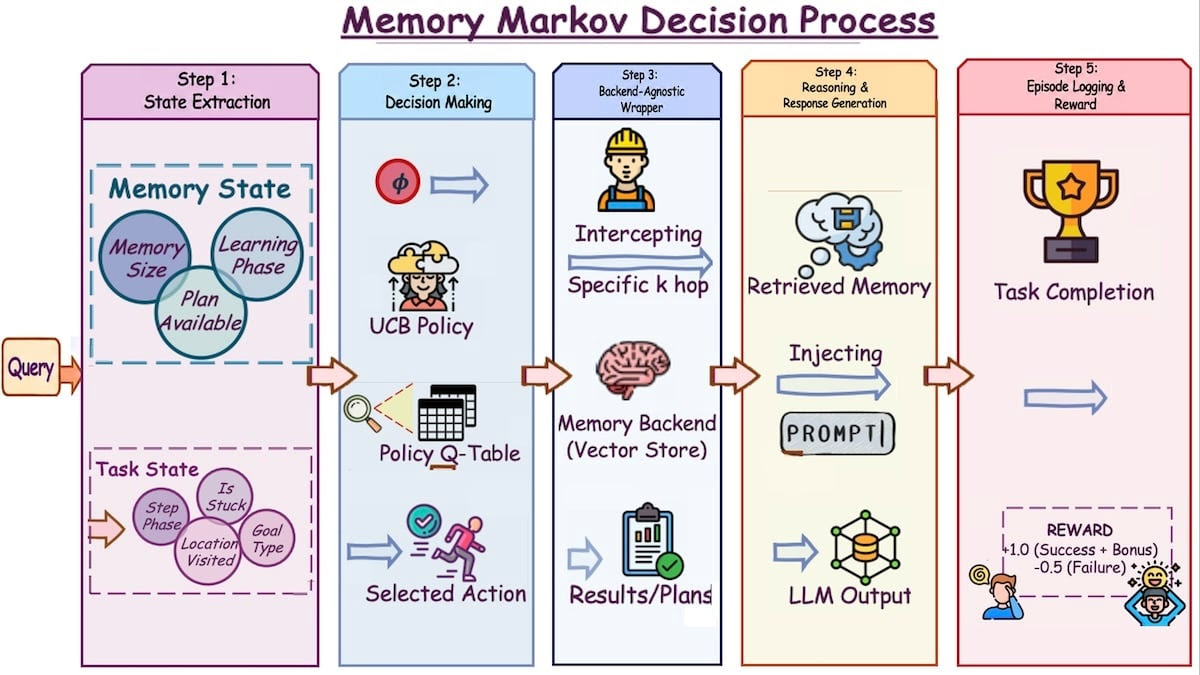 Memory Markov Decision Process
Query
Step 1:
State Extraction
Memory State
Memory
Size
Learning
Phase
Plan
Available
Task State
Step
Phase
Is
Stuck
Location
Visited
Goal
Type
Step 2:
Decision Making
ϕ
UCB Policy
Policy Q-Table
Selected Action
Step 3:
Backend-Agnostic
Wrapper
Intercepting
Specific k hop
Memory Backend
(Vector Store)
Results/Plans
Step 4:
Reasoning &
Response Generation
Retrieved Memory
Injecting
PROMPT|
LLM Output
Step 5:
Episode Logging &
Reward
Task Completion
REWARD
+1.0 (Success + Bonus)
-0.5 (Failure)